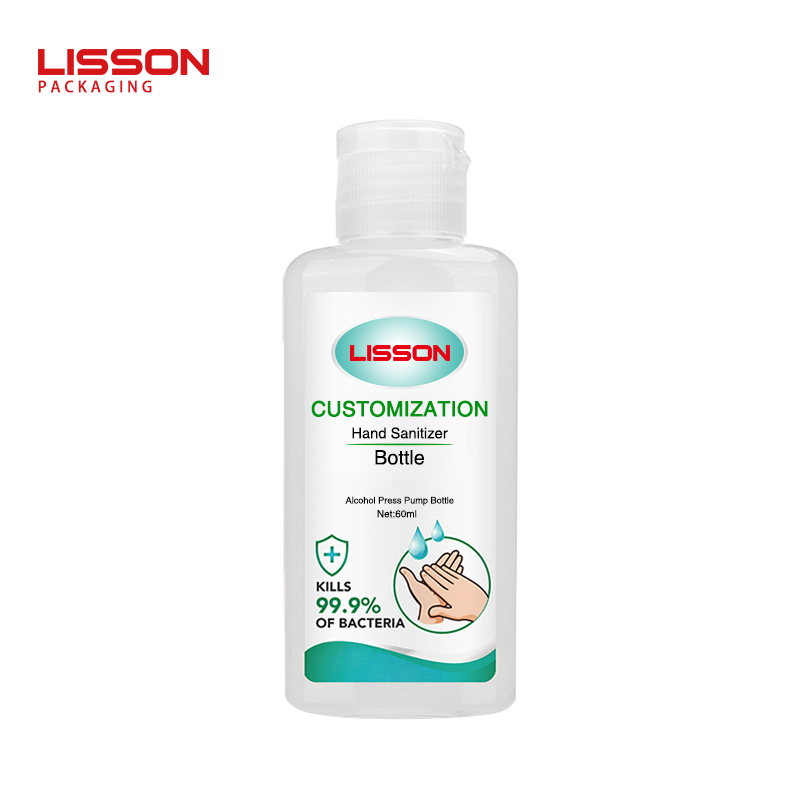 LISSON
PACKAGING
LISSON
CUSTOMIZATION
Hand Sanitizer
Bottle
Alcohol Press Pump Bottle
Net:60ml
KILLS
99.9%
OF BACTERIA